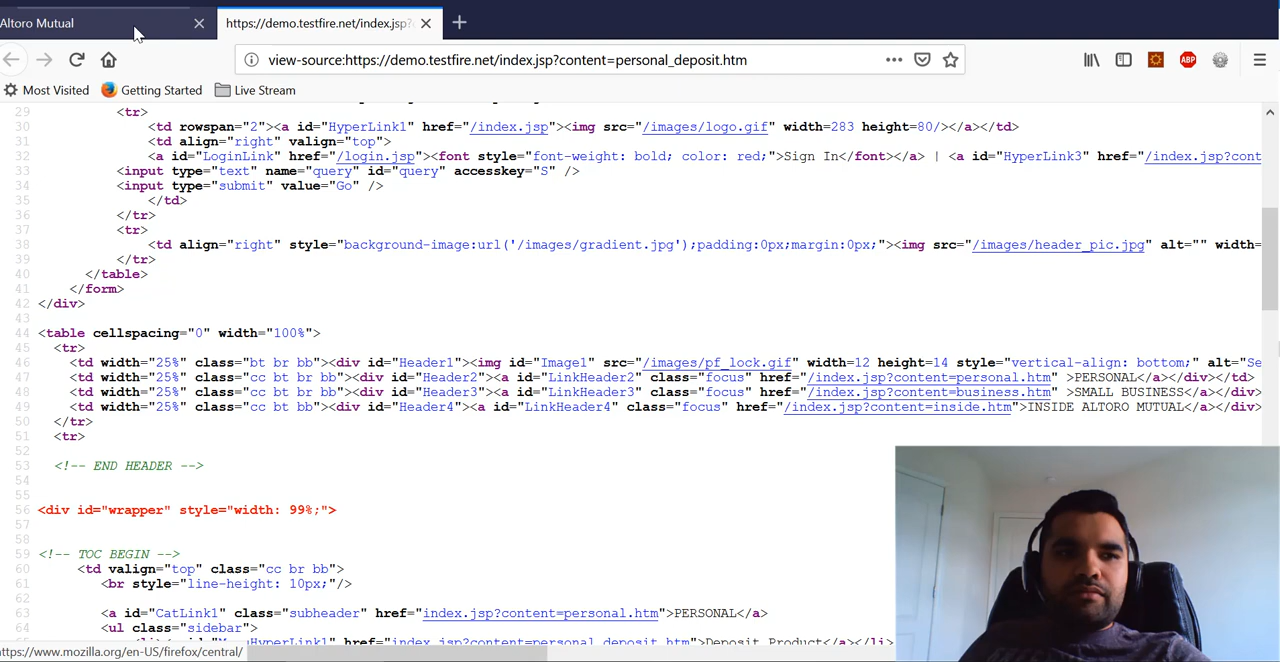 Altoro Mutual
https://demo.testfire.net/index.jsp?
view-source:https://demo.testfire.net/index.jsp?content=personal_deposit.htm
ABP
Most Visited Getting Started Live Stream
29 <tr>
30 <td rowspan="2"><a id="HyperLink1" href="/index.jsp"><img src="/images/logo.gif" width=283 height=80/></a></td>
31 <td align="right" valign="top">
32 <a id="LoginLink" href="/login.jsp"><font style="font-weight: bold; color: red;">Sign In</font></a> | <a id="HyperLink3" href="/index.jsp?cont
33 <input type="text" name="query" id="query" accesskey="S" />
34 <input type="submit" value="Go" />
35 </td>
36 </tr>
37 <tr>
38 <td align="right" style="background-image:url('/images/gradient.jpg');padding:0px;margin:0px;"><img src="/images/header_pic.jpg" alt="" width=
39 </tr>
40 </table>
41 </form>
42 </div>
43
44 <table cellspacing="0" width="100%">
45 <tr>
46 <td width="25%" class="bt br bb"><div id="Header1"><img id="Image1" src="/images/pf_lock.gif" width=12 height=14 style="vertical-align: bottom;" alt="Se
47 <td width="25%" class="cc bt br bb"><div id="Header2"><a id="LinkHeader2" class="focus" href="/index.jsp?content=personal.htm" >PERSONAL</a></div></td>
48 <td width="25%" class="cc bt br bb"><div id="Header3"><a id="LinkHeader3" class="focus" href="/index.jsp?content=business.htm" >SMALL BUSINESS</a></div>
49 <td width="25%" class="cc bt bb"><div id="Header4"><a id="LinkHeader4" class="focus" href="/index.jsp?content=inside.htm">INSIDE ALTORO MUTUAL</a></div>
50 </tr>
51 <tr>
52
53 <!-- END HEADER -->
54
55
56 <div id="wrapper" style="width: 99%;">
57
58
59 <!-- TOC BEGIN -->
60 <td valign="top" class="cc br bb">
61 <br style="line-height: 10px;"/>
62
63 <a id="CatLink1" class="subheader" href="index.jsp?content=personal.htm">PERSONAL</a>
64 <ul class="sidebar">
index.jsp?content=personal_deposit.htm">Deposit Product</a></li>
https://www.mozilla.org/en-US/firefox/central/